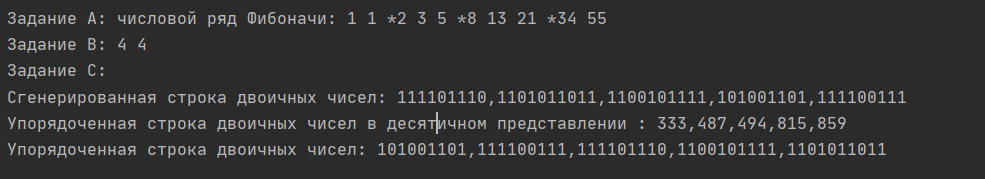 Задание А: числовой ряд Фибоначи: 1 1 *2 3 5 *8 13 21 *34 55
Задание B: 4 4
Задание C:
Сгенерированная строка двоичных чисел: 111101110,1101011011,1100101111,101001101,111100111
Упорядоченная строка двоичных чисел в десятичном представлении : 333,487,494,815,859
Упорядоченная строка двоичных чисел: 101001101,111100111,111101110,1100101111,1101011011